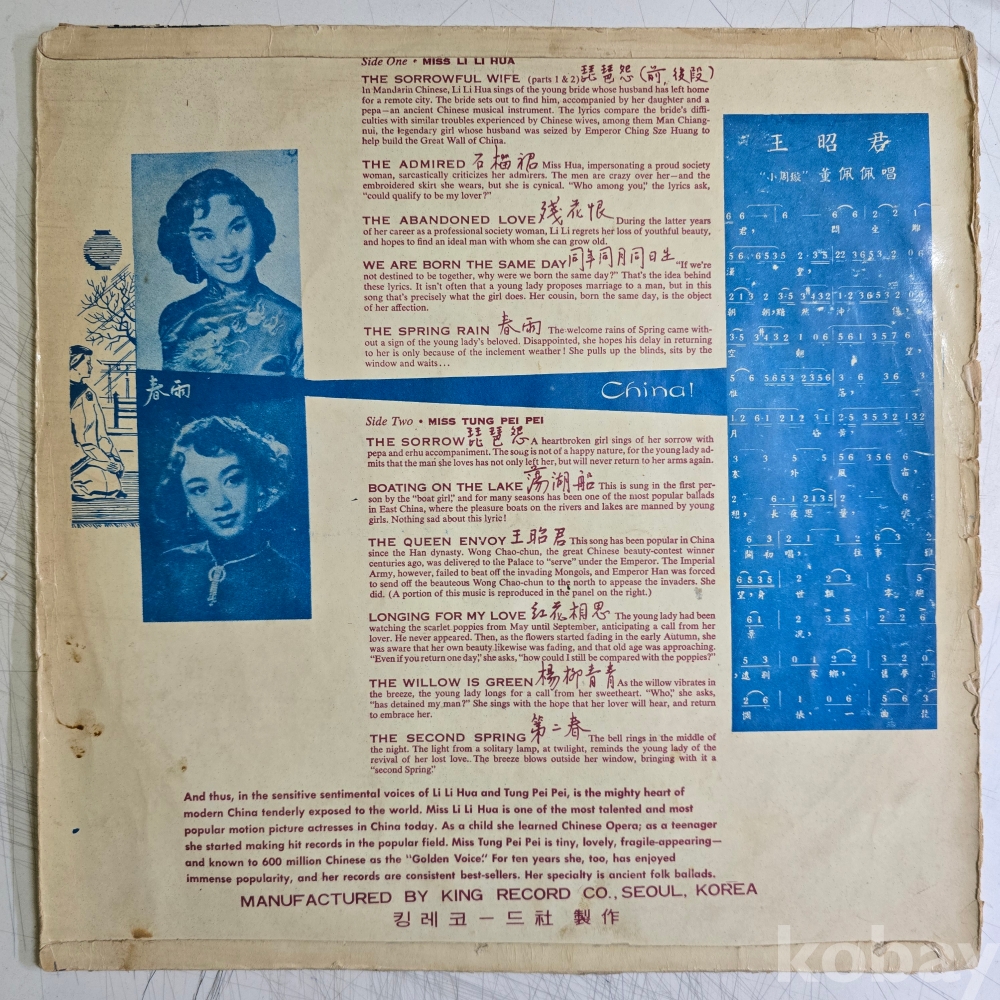 Side One • MISS LI LI HUA
THE SORROWFUL WIFE (parts 1 & 2) 琵琶怨 (前, 後段)
In Mandarin Chinese, Li Li Hua sings of the young bride whose husband has left home
for a remote city. The bride sets out to find him, accompanied by her daughter and a
pepa—an ancient Chinese musical instrument. The lyrics compare the bride's diffi-
culties with similar troubles experienced by Chinese wives, among them Man Chiang-
nui, the legendary girl whose husband was seized by Emperor Ching Sze Huang to
help build the Great Wall of China.
THE ADMIRED 石榴裙 Miss Hua, impersonating a proud society
woman, sarcastically criticizes her admirers. The men are crazy over her—and the
embroidered skirt she wears, but she is cynical. "Who among you," the lyrics ask,
"could qualify to be my lover?"
THE ABANDONED LOVE 殘花恨 During the latter years
of her career as a professional society woman, Li Li regrets her loss of youthful beauty,
and hopes to find an ideal man with whom she can grow old.
WE ARE BORN THE SAME DAY 同年同月同日生 "If we're
not destined to be together, why were we born the same day?" That's the idea behind
these lyrics. It isn't often that a young lady proposes marriage to a man, but in this
song that's precisely what the girl does. Her cousin, born the same day, is the object
of her affection.
THE SPRING RAIN 春雨 The welcome rains of Spring came with-
out a sign of the young lady's beloved. Disappointed, she hopes his delay in returning
to her is only because of the inclement weather! She pulls up the blinds, sits by the
window and waits...
春雨
China!
Side Two • MISS TUNG PEI PEI
THE SORROW 琵琶怨 A heartbroken girl sings of her sorrow with
pepa and erhu accompaniment. The song is not of a happy nature, for the young lady ad-
mits that the man she loves has not only left her, but will never return to her arms again.
BOATING ON THE LAKE 蕩湖船 This is sung in the first per-
son by the "boat girl," and for many seasons has been one of the most popular ballads
in East China, where the pleasure boats on the rivers and lakes are manned by young
girls. Nothing sad about this lyric!
THE QUEEN ENVOY 王昭君 This song has been popular in China
since the Han dynasty. Wong Chao-chun, the great Chinese beauty-contest winner
centuries ago, was delivered to the Palace to "serve" under the Emperor. The Imperial
Army, however, failed to beat off the invading Mongols, and Emperor Han was forced
to send off the beauteous Wong Chao-chun to the north to appease the invaders. She
did. (A portion of this music is reproduced in the panel on the right.)
LONGING FOR MY LOVE 紅花相思 The young lady had been
watching the scarlet poppies from May until September, anticipating a call from her
lover. He never appeared. Then, as the flowers started fading in the early Autumn, she
was aware that her own beauty likewise was fading, and that old age was approaching.
"Even if you return one day," she asks, "how could I still be compared with the poppies?"
THE WILLOW IS GREEN 楊柳青青 As the willow vibrates in
the breeze, the young lady longs for a call from her sweetheart. "Who," she asks,
"has detained my man?" She sings with the hope that her lover will hear, and return
to embrace her.
THE SECOND SPRING 第二春 The bell rings in the middle of
the night. The light from a solitary lamp, at twilight, reminds the young lady of the
revival of her lost love. The breeze blows outside her window, bringing with it a
"second Spring."
王昭君
"小周璇" 董佩佩唱
And thus, in the sensitive sentimental voices of Li Li Hua and Tung Pei Pei, is the mighty heart of
modern China tenderly exposed to the world. Miss Li Li Hua is one of the most talented and most
popular motion picture actresses in China today. As a child she learned Chinese Opera; as a teenager
she started making hit records in the popular field. Miss Tung Pei Pei is tiny, lovely, fragile-appearing—
and known to 600 million Chinese as the "Golden Voice." For ten years she, too, has enjoyed
immense popularity, and her records are consistent best-sellers. Her specialty is ancient folk ballads.
MANUFACTURED BY KING RECORD CO., SEOUL, KOREA
킹레코ー드社 製作
kobay